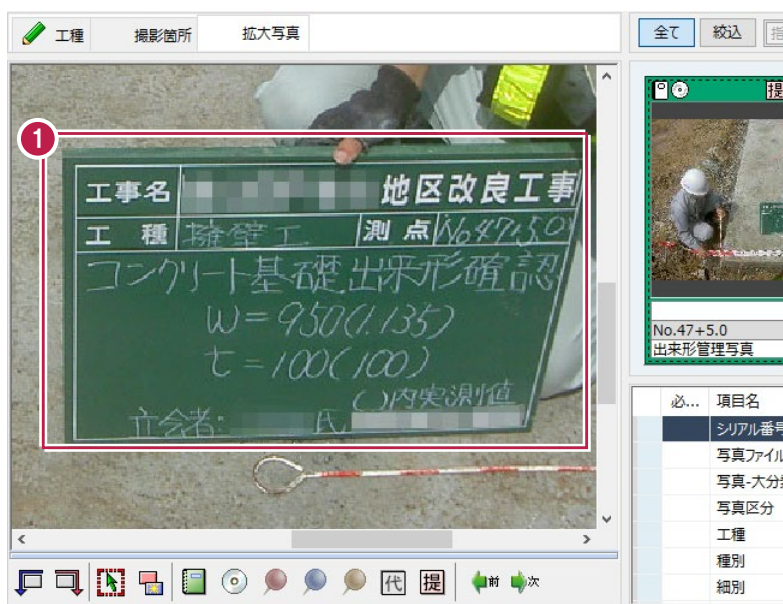 工種 撮影箇所 拡大写真
全て 絞込
1
工事名 地区改良工事
工種 擁壁工 測点 No47+5.0
コンクリート基礎出来形確認
W=950(1.135)
t=100(100)
( )内実測値
立会者: 氏
提
No.47+5.0
出来形管理写真
必... 項目名
シリアル番号
写真ファイル
写真-大分類
写真区分
工種
種別
細別
代 提 前 次